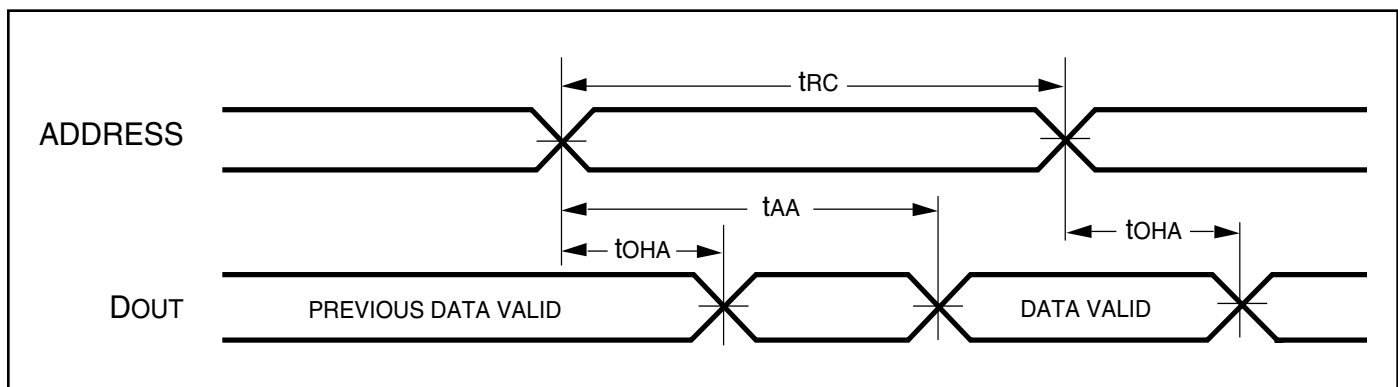 tRC
ADDRESS
tAA
tOHA
tOHA
DOUT
PREVIOUS DATA VALID
DATA VALID